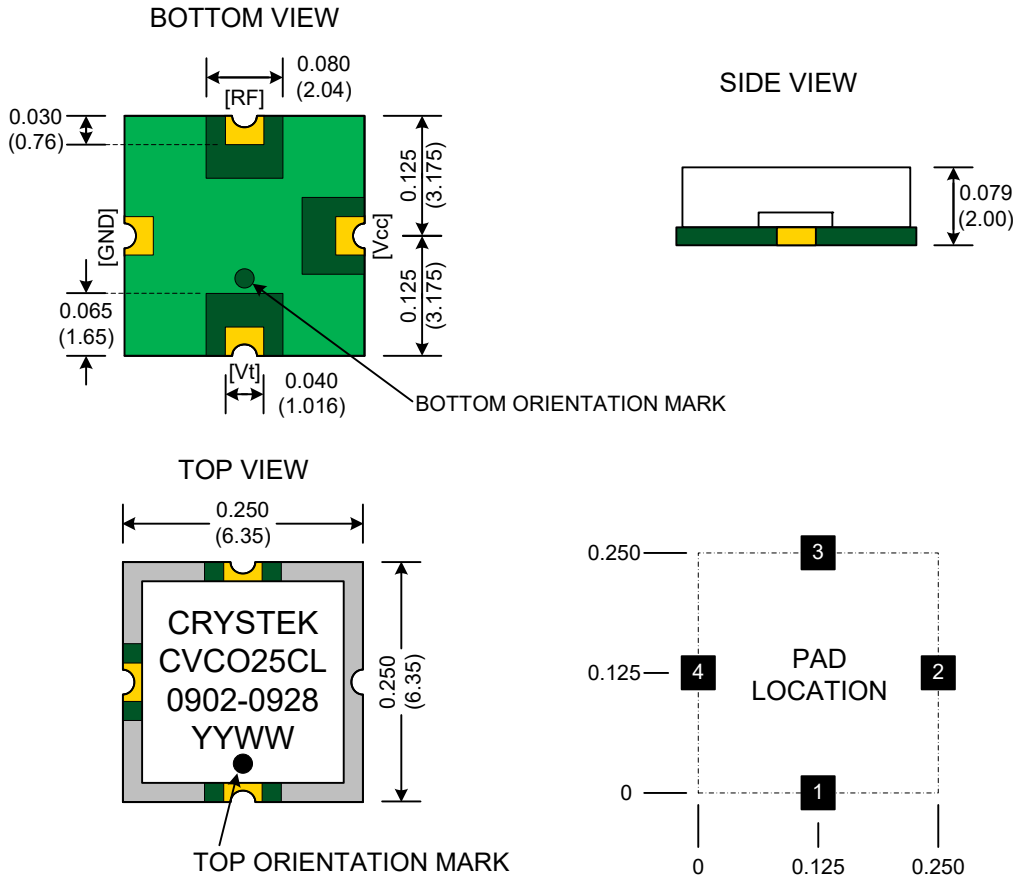 BOTTOM VIEW
0.080
(2.04)
[RF]
0.030
(0.76)
0.125
(3.175)
[GND]
[Vcc]
0.125
(3.175)
0.065
(1.65)
[Vt]
0.040
(1.016)
BOTTOM ORIENTATION MARK
SIDE VIEW
0.079
(2.00)
TOP VIEW
0.250
(6.35)
CRYSTEK
CVCO25CL
0902-0928
YYWW
0.250
(6.35)
TOP ORIENTATION MARK
0.250
3
0.125
4
PAD
LOCATION
2
0
1
0
0.125
0.250